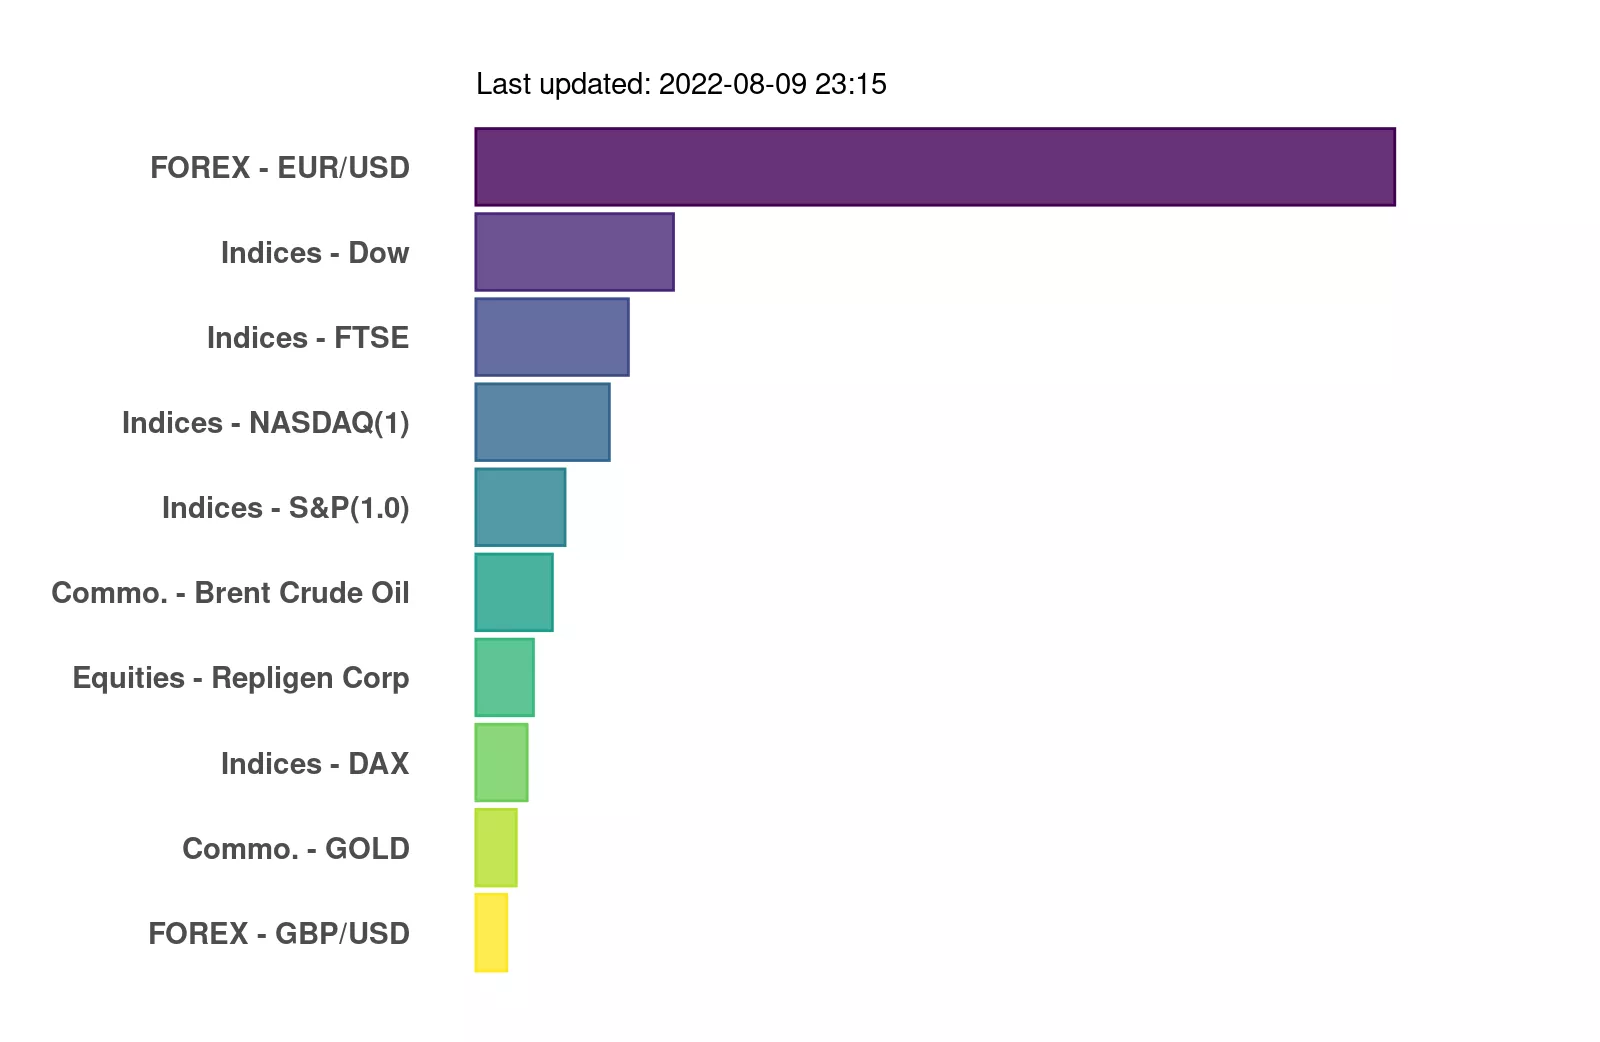 Last updated: 2022-08-09 23:15
FOREX - EUR/USD
Indices - Dow
Indices - FTSE
Indices - NASDAQ(1)
Indices - S&P(1.0)
Commo. - Brent Crude Oil
Equities - Repligen Corp
Indices - DAX
Commo. - GOLD
FOREX - GBP/USD